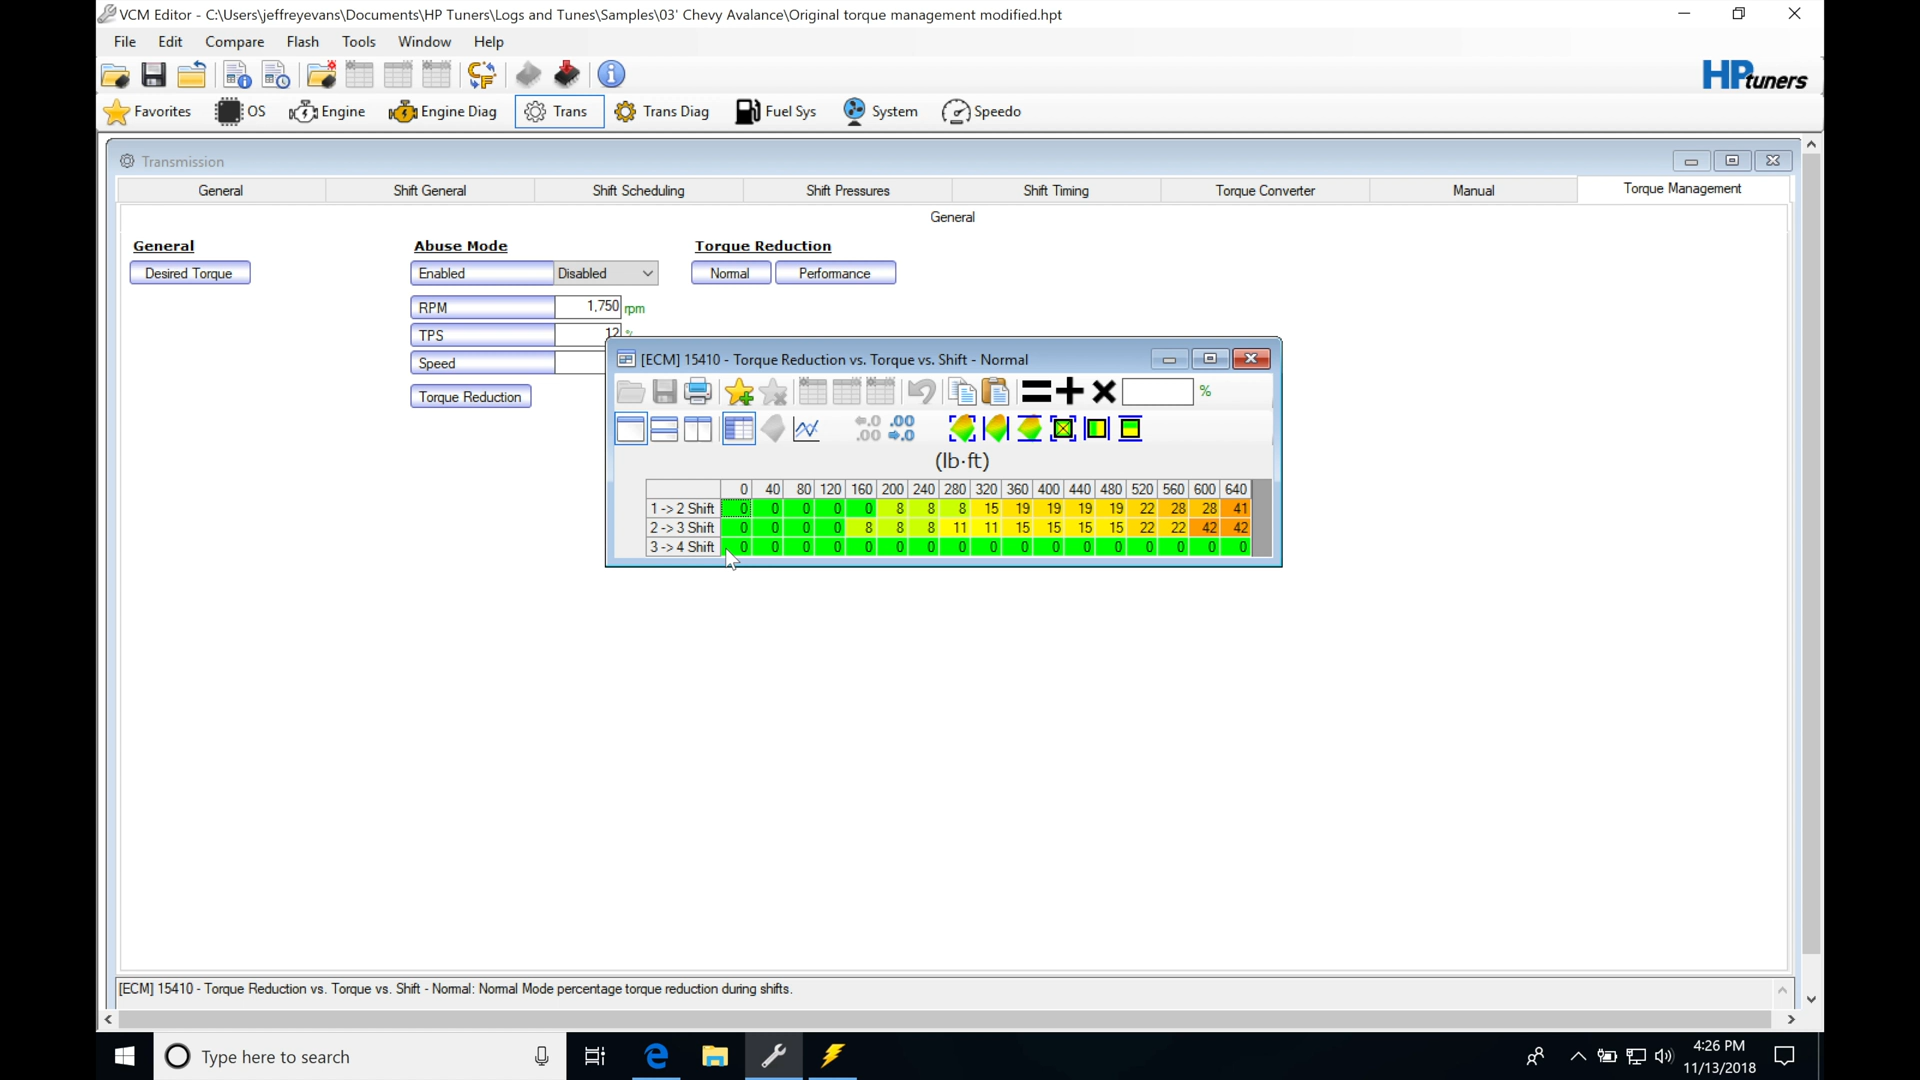 VCM Editor - C:\Users\jeffreyevans\Documents\HP Tuners\Logs and Tunes\Samples\03' Chevy Avalance\Original torque management modified.hpt
File Edit Compare Flash Tools Window Help
HPtuners
Favorites OS Engine Engine Diag Trans Trans Diag Fuel Sys System Speedo
Transmission
General Shift General Shift Scheduling Shift Pressures Shift Timing Torque Converter Manual Torque Management
General
General Abuse Mode Torque Reduction
Desired Torque Enabled Disabled Normal Performance
RPM 1,750 rpm
TPS 12 %
Speed
Torque Reduction
[ECM] 15410 - Torque Reduction vs. Torque vs. Shift - Normal
%
←.0 .00
.00 →.0
(lb·ft)
0 40 80 120 160 200 240 280 320 360 400 440 480 520 560 600 640
1 -> 2 Shift 0 0 0 0 0 8 8 8 15 19 19 19 19 22 28 28 41
2 -> 3 Shift 0 0 0 0 8 8 8 11 11 15 15 15 15 22 22 42 42
3 -> 4 Shift 0 0 0 0 0 0 0 0 0 0 0 0 0 0 0 0 0
[ECM] 15410 - Torque Reduction vs. Torque vs. Shift - Normal: Normal Mode percentage torque reduction during shifts.
Type here to search
4:26 PM
11/13/2018